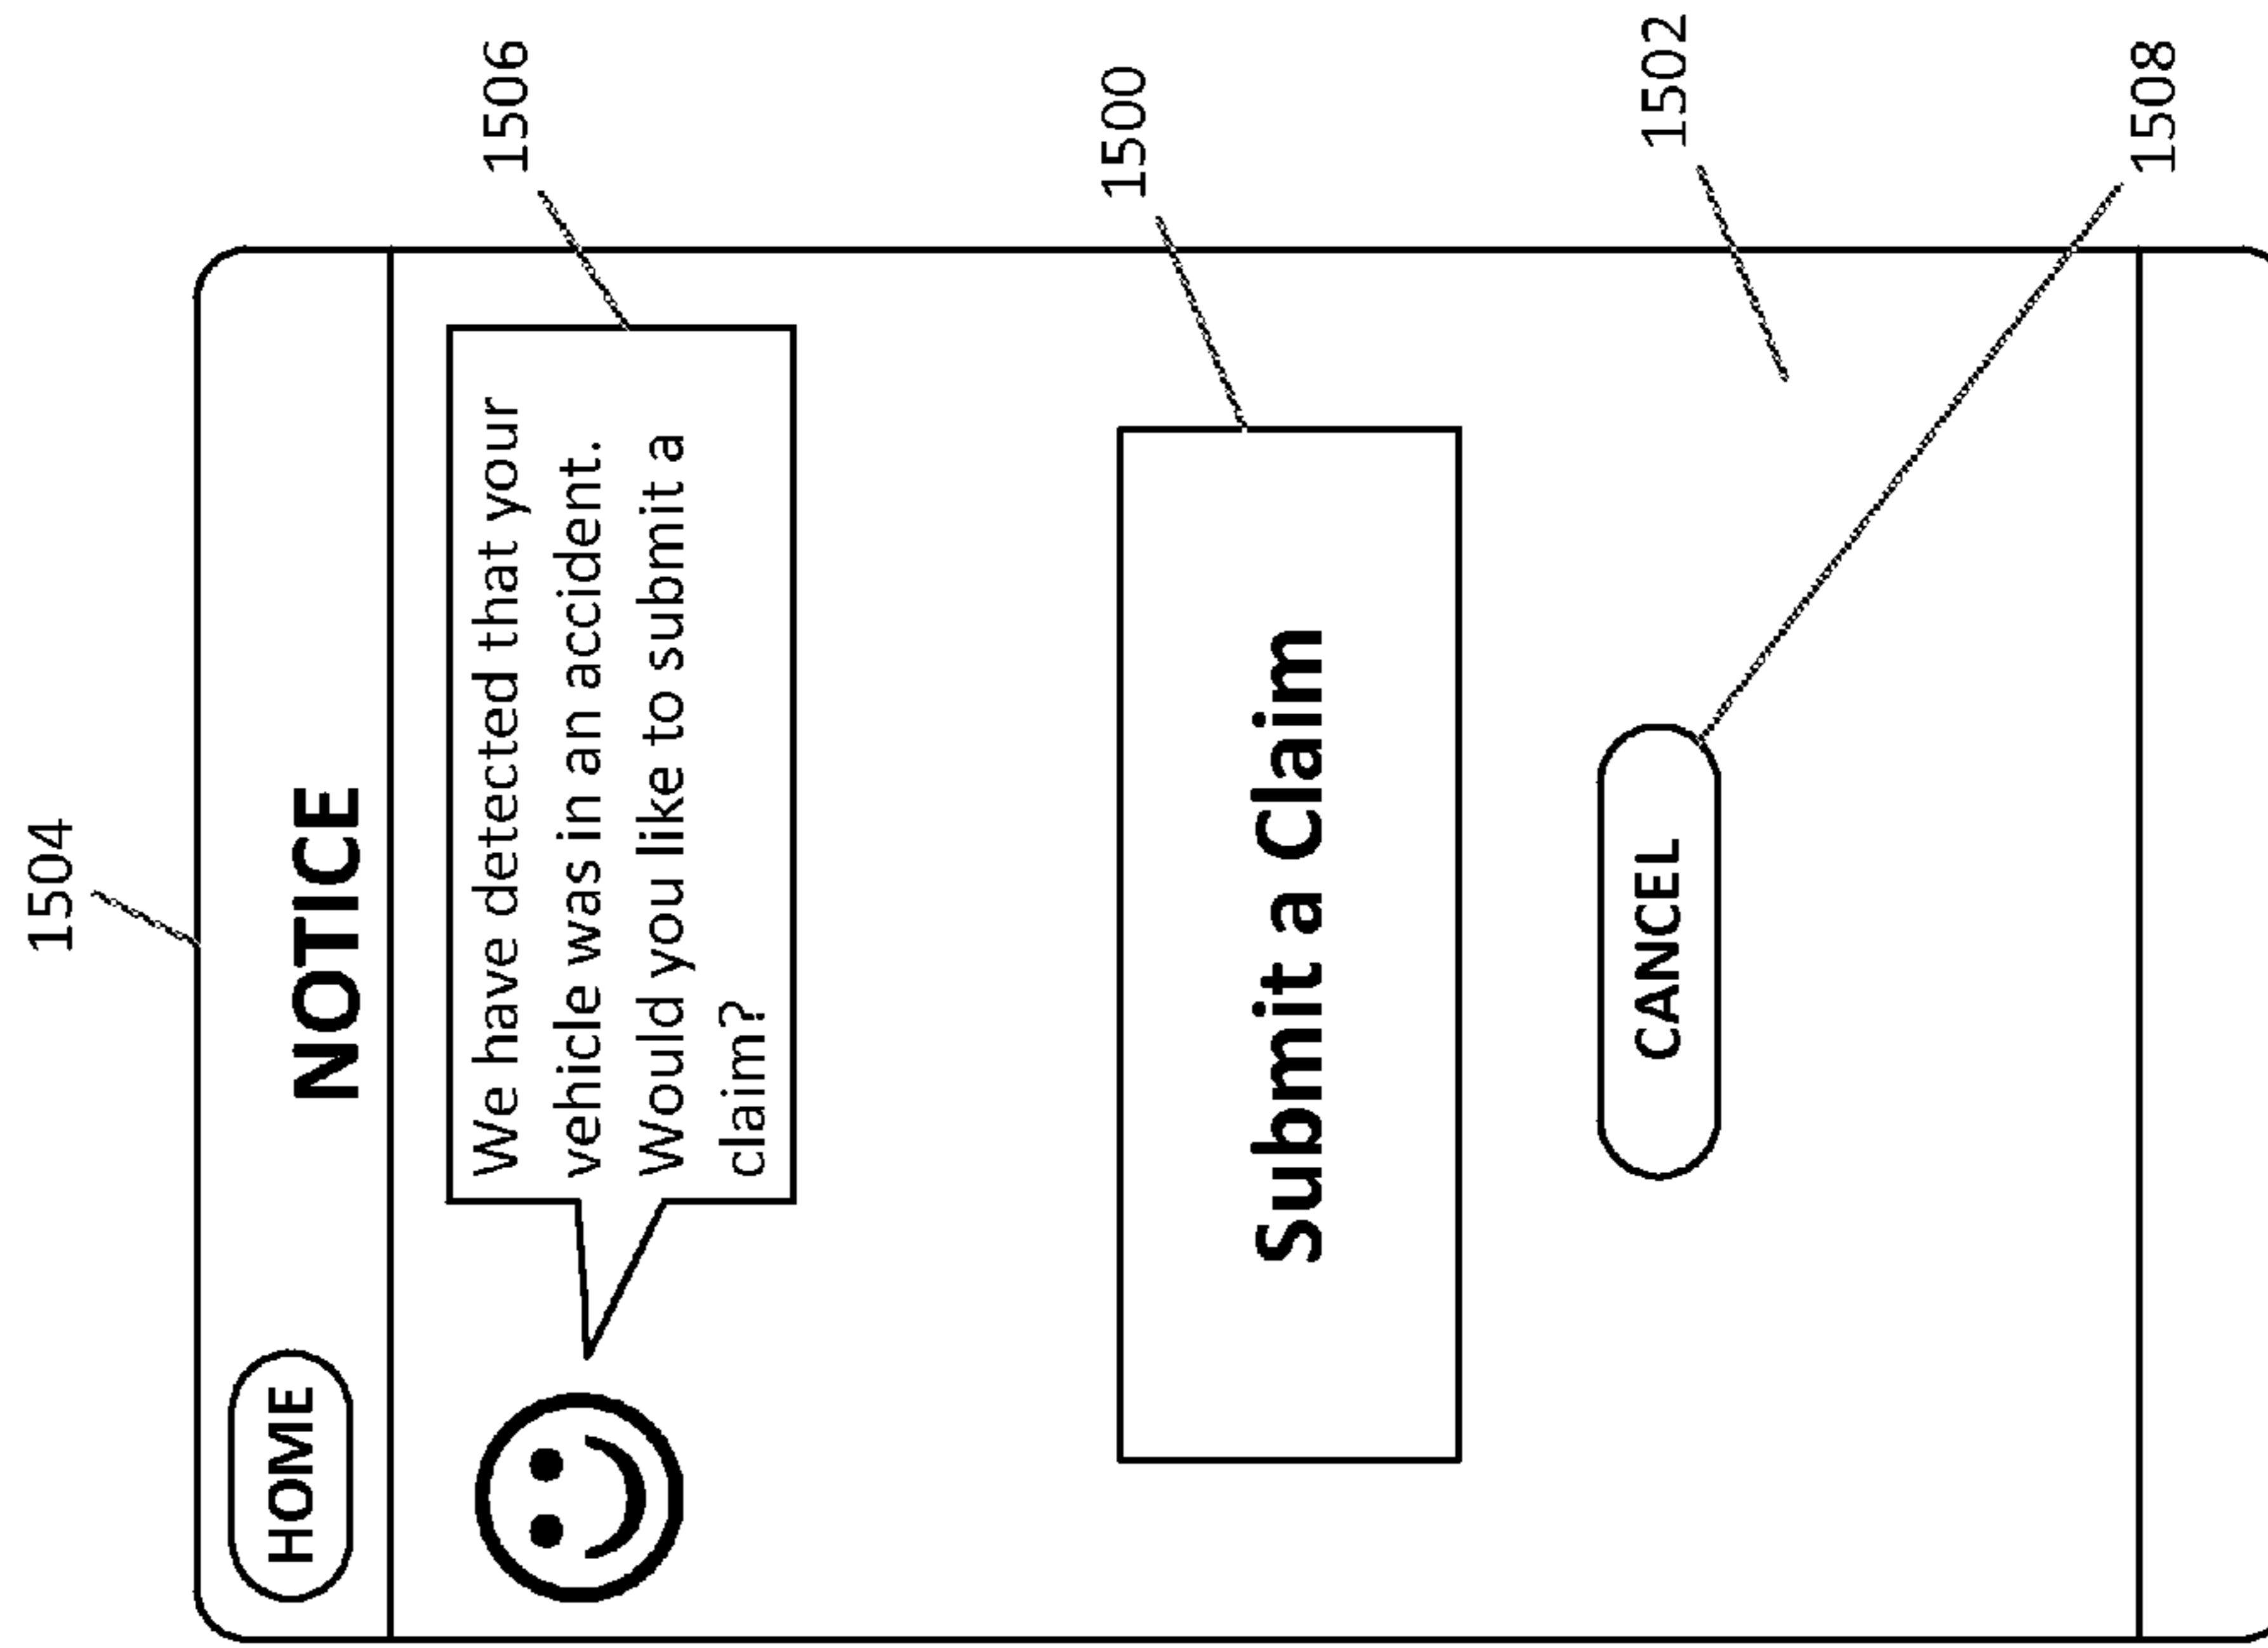 1504
HOME
NOTICE
We have detected that your
vehicle was in an accident.
Would you like to submit a
claim?
1506
Submit a Claim
1500
CANCEL
1502
1508